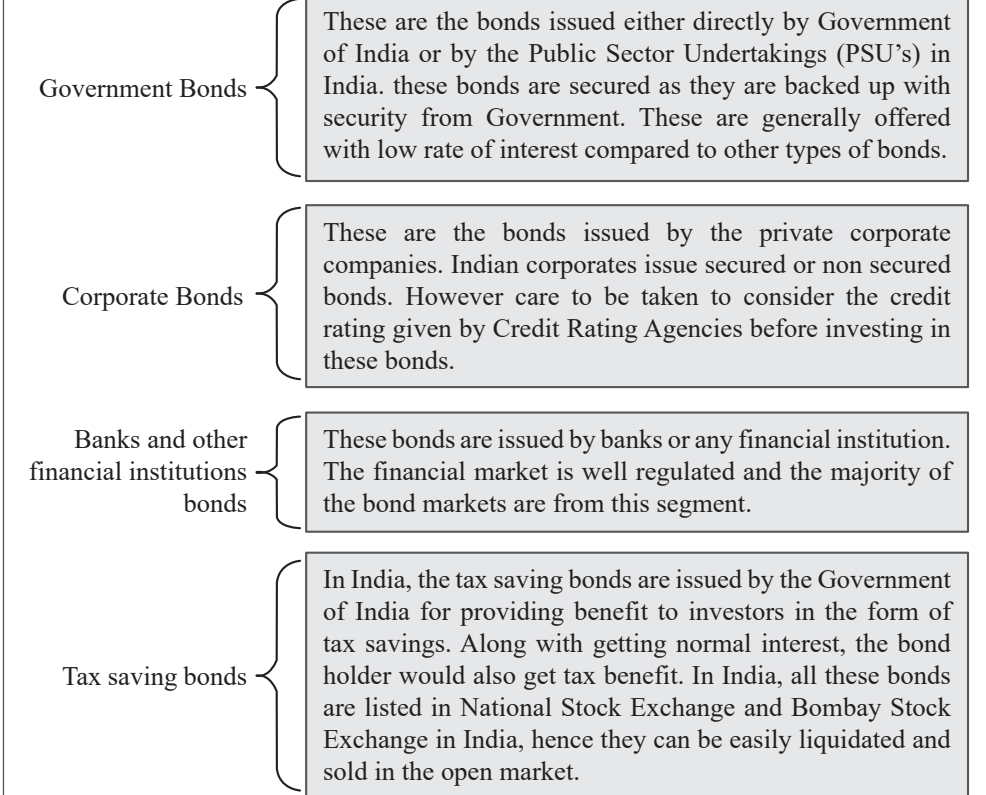 Government Bonds
These are the bonds issued either directly by Government
of India or by the Public Sector Undertakings (PSU's) in
India. these bonds are secured as they are backed up with
security from Government. These are generally offered
with low rate of interest compared to other types of bonds.
Corporate Bonds
These are the bonds issued by the private corporate
companies. Indian corporates issue secured or non secured
bonds. However care to be taken to consider the credit
rating given by Credit Rating Agencies before investing in
these bonds.
Banks and other
financial institutions
bonds
These bonds are issued by banks or any financial institution.
The financial market is well regulated and the majority of
the bond markets are from this segment.
Tax saving bonds
In India, the tax saving bonds are issued by the Government
of India for providing benefit to investors in the form of
tax savings. Along with getting normal interest, the bond
holder would also get tax benefit. In India, all these bonds
are listed in National Stock Exchange and Bombay Stock
Exchange in India, hence they can be easily liquidated and
sold in the open market.